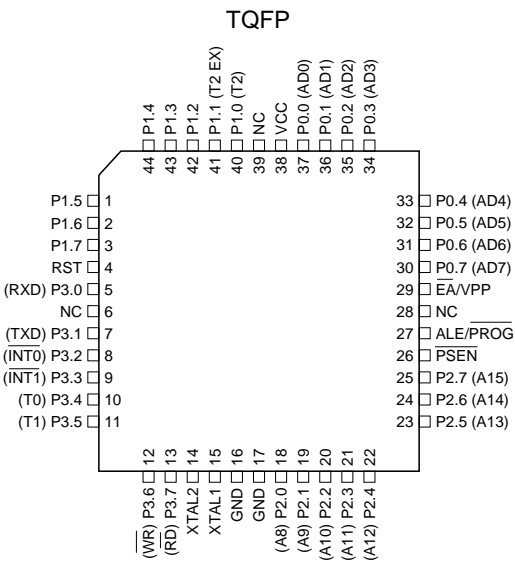 TQFP
P1.4
P1.3
P1.2
P1.1 (T2 EX)
P1.0 (T2)
NC
VCC
P0.0 (AD0)
P0.1 (AD1)
P0.2 (AD2)
P0.3 (AD3)
44
43
42
41
40
39
38
37
36
35
34
P1.5 1
P1.6 2
P1.7 3
RST 4
(RXD) P3.0 5
NC 6
(TXD) P3.1 7
(INT0) P3.2 8
(INT1) P3.3 9
(T0) P3.4 10
(T1) P3.5 11
33 P0.4 (AD4)
32 P0.5 (AD5)
31 P0.6 (AD6)
30 P0.7 (AD7)
29 EA/VPP
28 NC
27 ALE/PROG
26 PSEN
25 P2.7 (A15)
24 P2.6 (A14)
23 P2.5 (A13)
12
13
14
15
16
17
18
19
20
21
22
(WR) P3.6
(RD) P3.7
XTAL2
XTAL1
GND
GND
(A8) P2.0
(A9) P2.1
(A10) P2.2
(A11) P2.3
(A12) P2.4